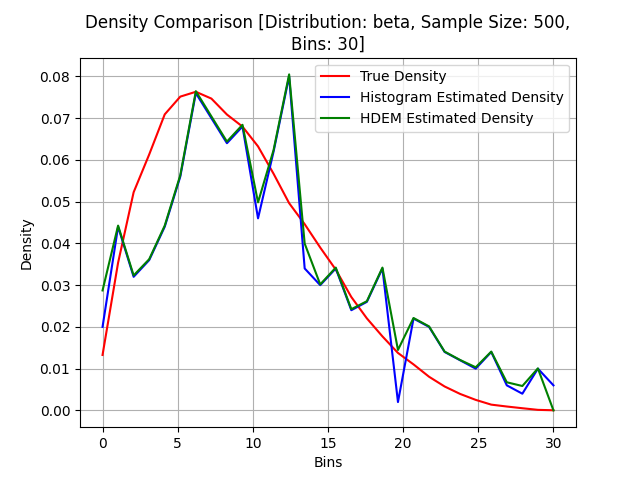 Density Comparison [Distribution: beta, Sample Size: 500,
Bins: 30]
True Density
Histogram Estimated Density
HDEM Estimated Density
Density
0.08
0.07
0.06
0.05
0.04
0.03
0.02
0.01
0.00
0 5 10 15 20 25 30
Bins